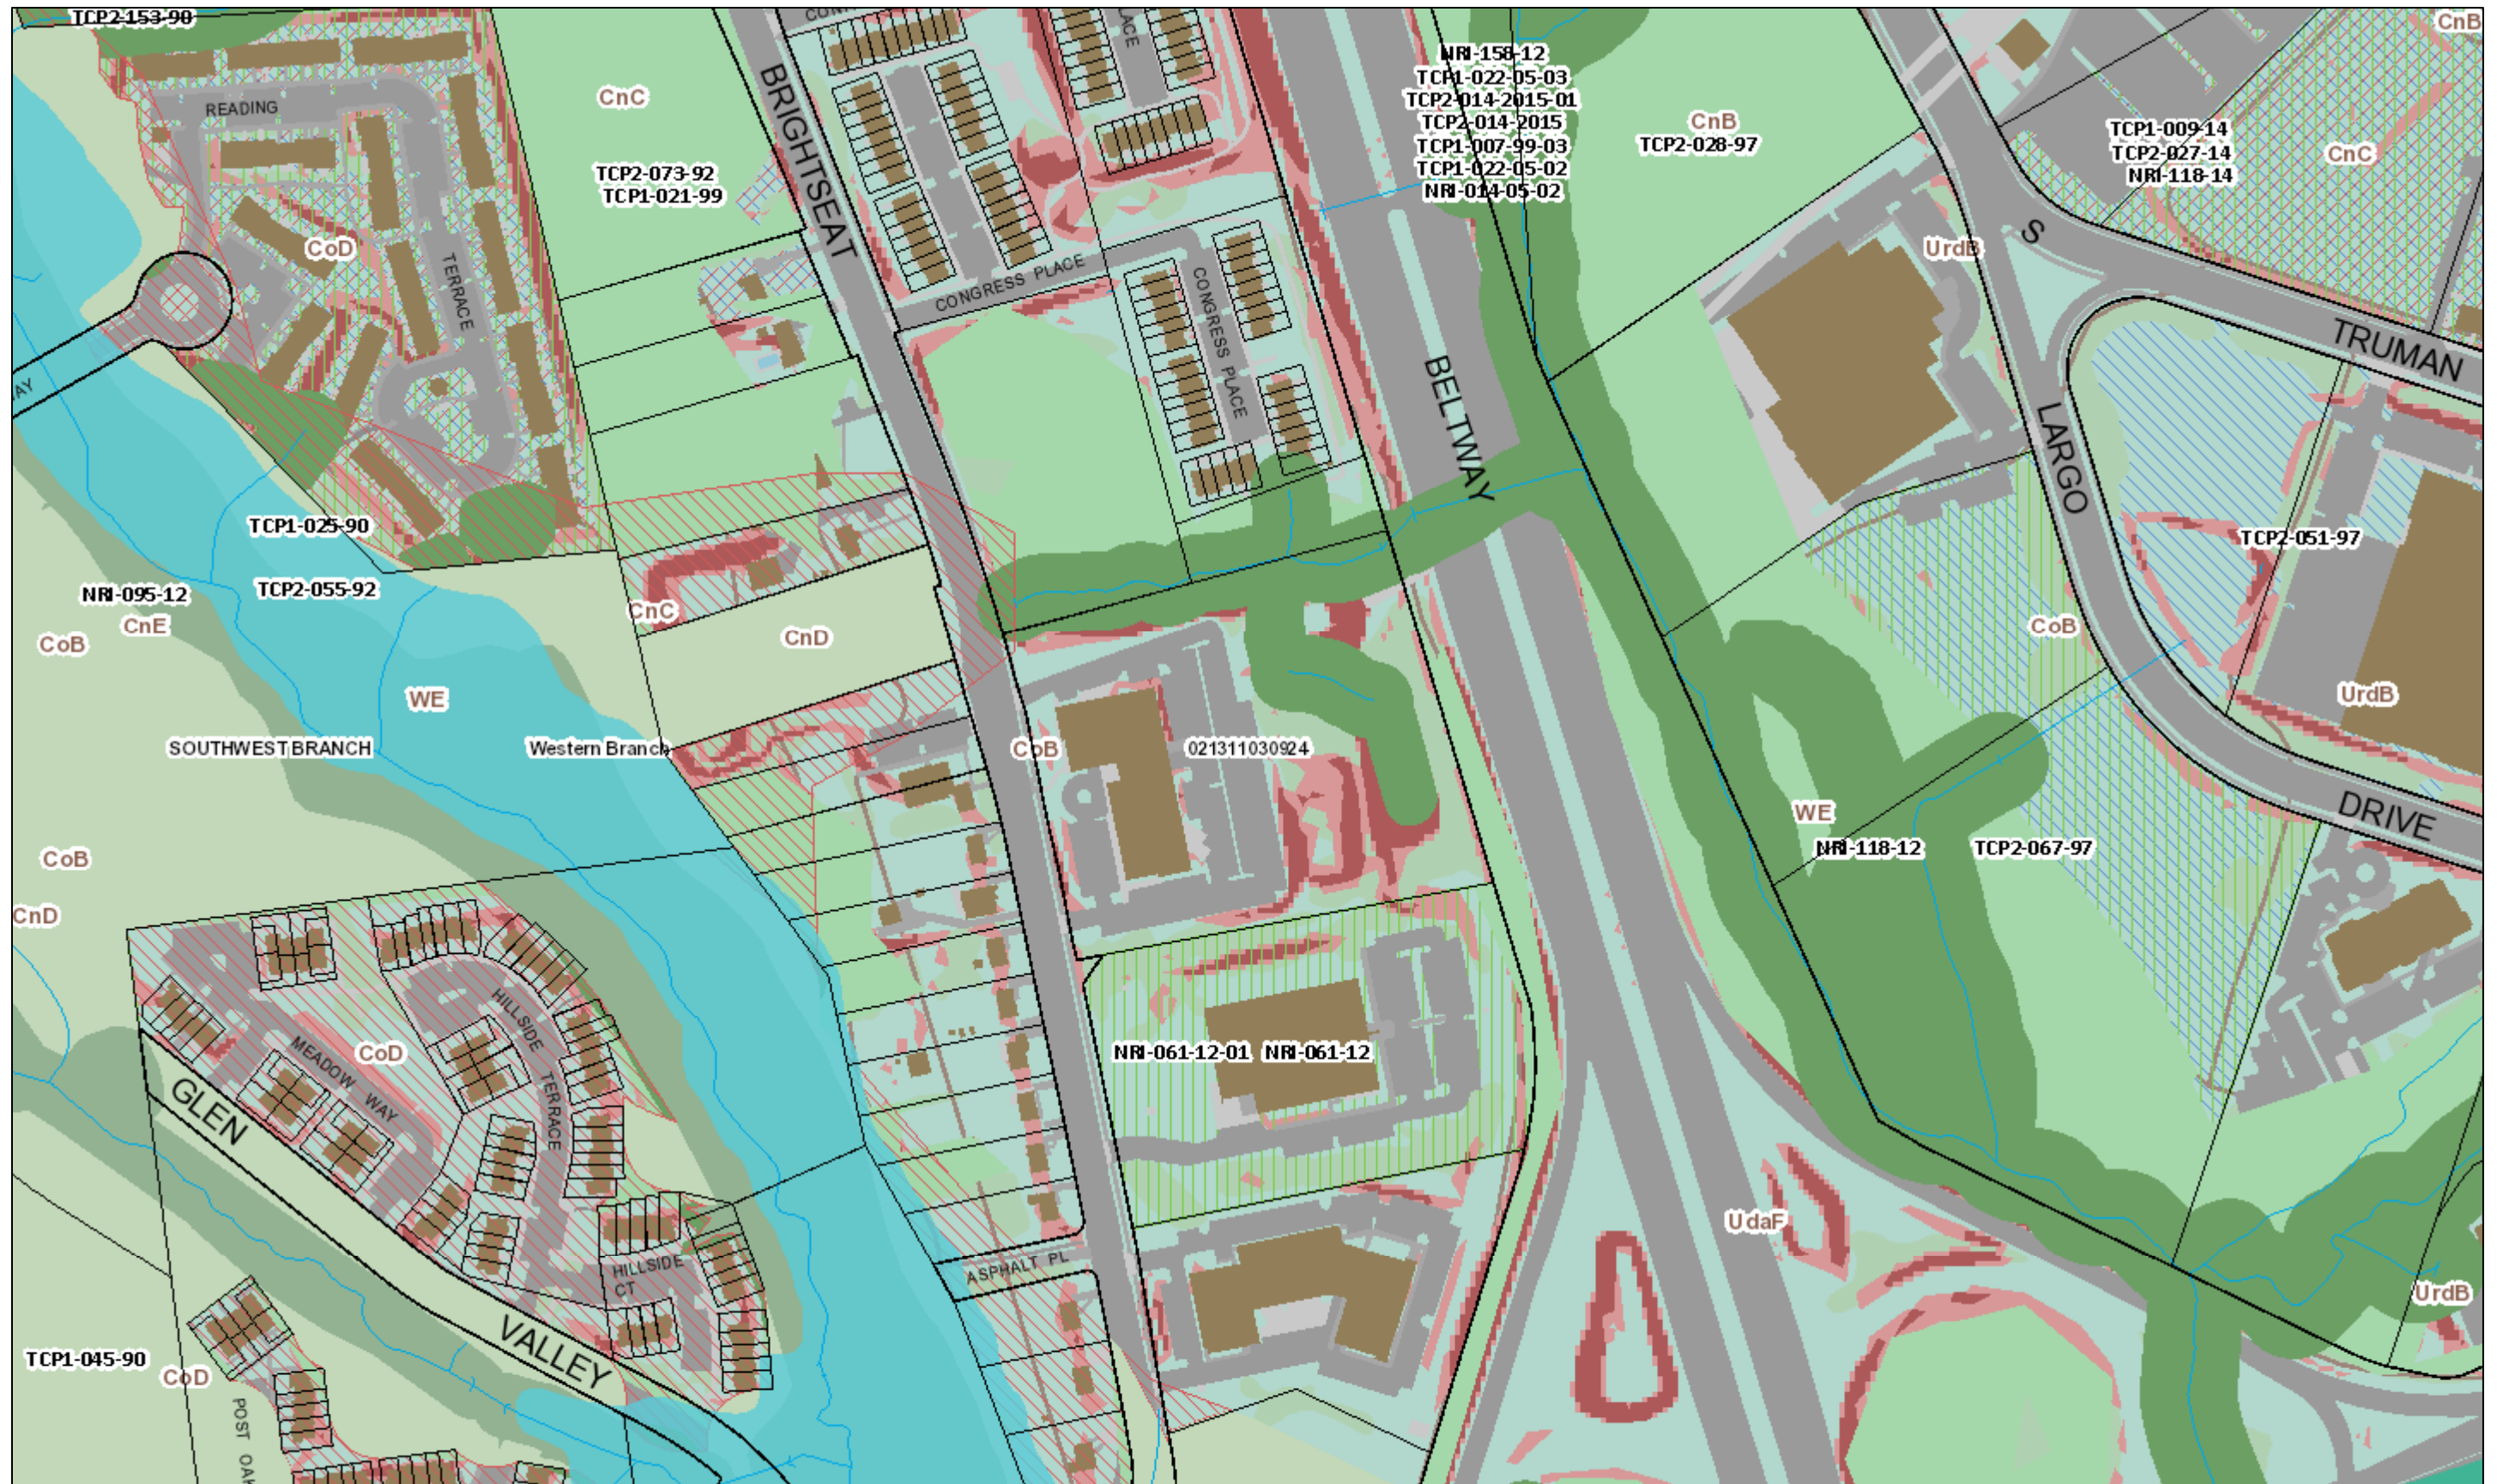 TCP2-153-90
CnB
NRI-158-12
TCP1-022-05-03
TCP2-014-2015-01
TCP2-014-2015
TCP1-007-99-03
TCP1-022-05-02
NRI-014-05-02
PLACE
CnC
READING
BRIGHTSEAT
CnB
TCP2-028-97
TCP1-009-14
TCP2-027-14
NRI-118-14
CnC
TCP2-073-92
TCP1-021-99
CoD
TERRACE
CONGRESS PLACE
CONGRESS PLACE
UrdB
S
TRUMAN
BELTWAY
LARGO
TCP1-025-90
TCP2-051-97
NRI-095-12
TCP2-055-92
CnE
CoB
CnC
CnD
CoB
WE
UrdB
SOUTHWEST BRANCH
Western Branch
CoB
021311030924
WE
DRIVE
NRI-118-12
TCP2-067-97
CoB
CnD
HILLSIDE
TERRACE
MEADOW WAY
CoD
NRI-061-12-01
NRI-061-12
GLEN
VALLEY
HILLSIDE
CT
ASPHALT PL
UdaF
UrdB
TCP1-045-90
CoD
POST